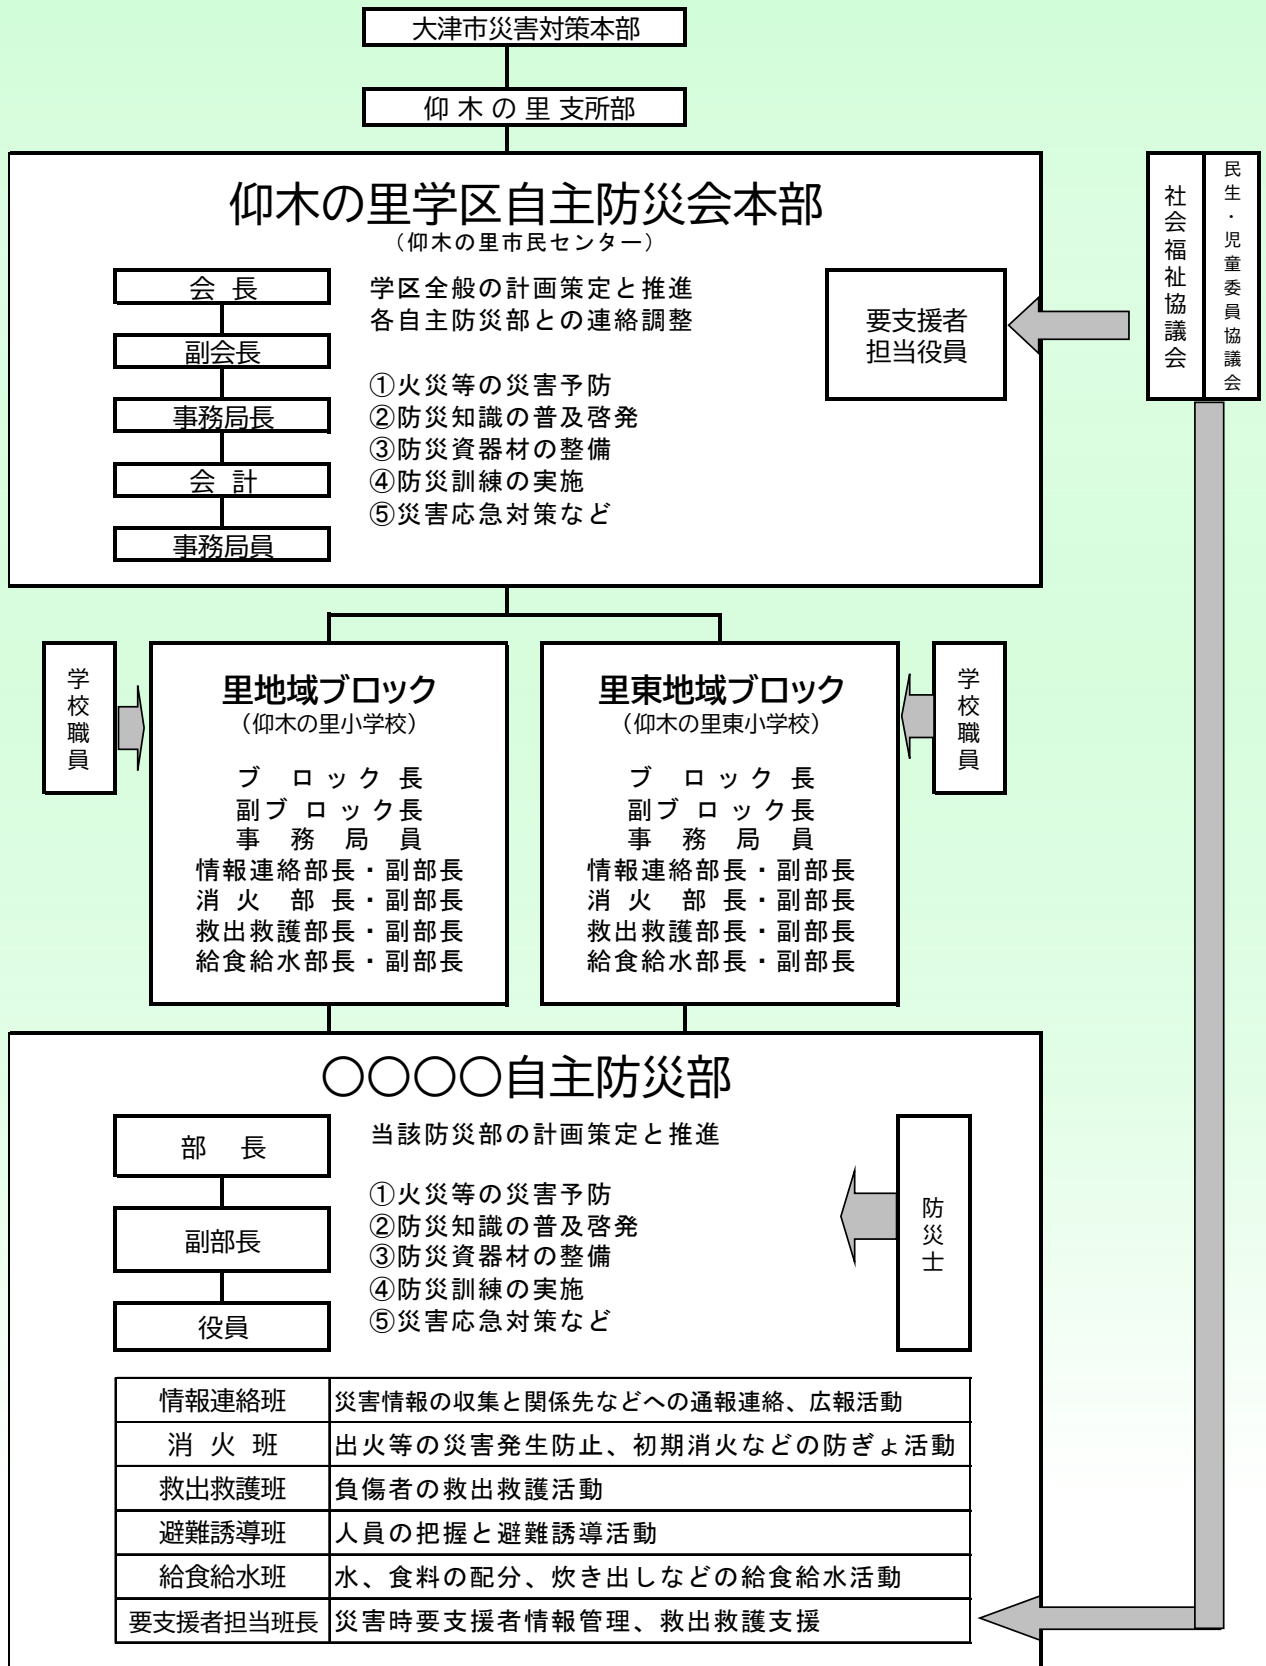 大津市災害対策本部
仰木の里 支所部
仰木の里学区自主防災会本部
（仰木の里市民センター）
会 長
副会長
事務局長
会 計
事務局員
学区全般の計画策定と推進
各自主防災部との連絡調整
①火災等の災害予防
②防災知識の普及啓発
③防災資器材の整備
④防災訓練の実施
⑤災害応急対策など
要支援者
担当役員
社会福祉協議会
民生・児童委員協議会
学校職員
里地域ブロック
（仰木の里小学校）
ブロック長
副ブロック長
事務局員
情報連絡部長・副部長
消火部長・副部長
救出救護部長・副部長
給食給水部長・副部長
里東地域ブロック
（仰木の里東小学校）
ブロック長
副ブロック長
事務局員
情報連絡部長・副部長
消火部長・副部長
救出救護部長・副部長
給食給水部長・副部長
学校職員
〇〇〇〇自主防災部
部 長
副部長
役員
当該防災部の計画策定と推進
①火災等の災害予防
②防災知識の普及啓発
③防災資器材の整備
④防災訓練の実施
⑤災害応急対策など
防災士
情報連絡班 災害情報の収集と関係先などへの通報連絡、広報活動
消 火 班 出火等の災害発生防止、初期消火などの防ぎょ活動
救出救護班 負傷者の救出救護活動
避難誘導班 人員の把握と避難誘導活動
給食給水班 水、食料の配分、炊き出しなどの給食給水活動
要支援者担当班長 災害時要支援者情報管理、救出救護支援